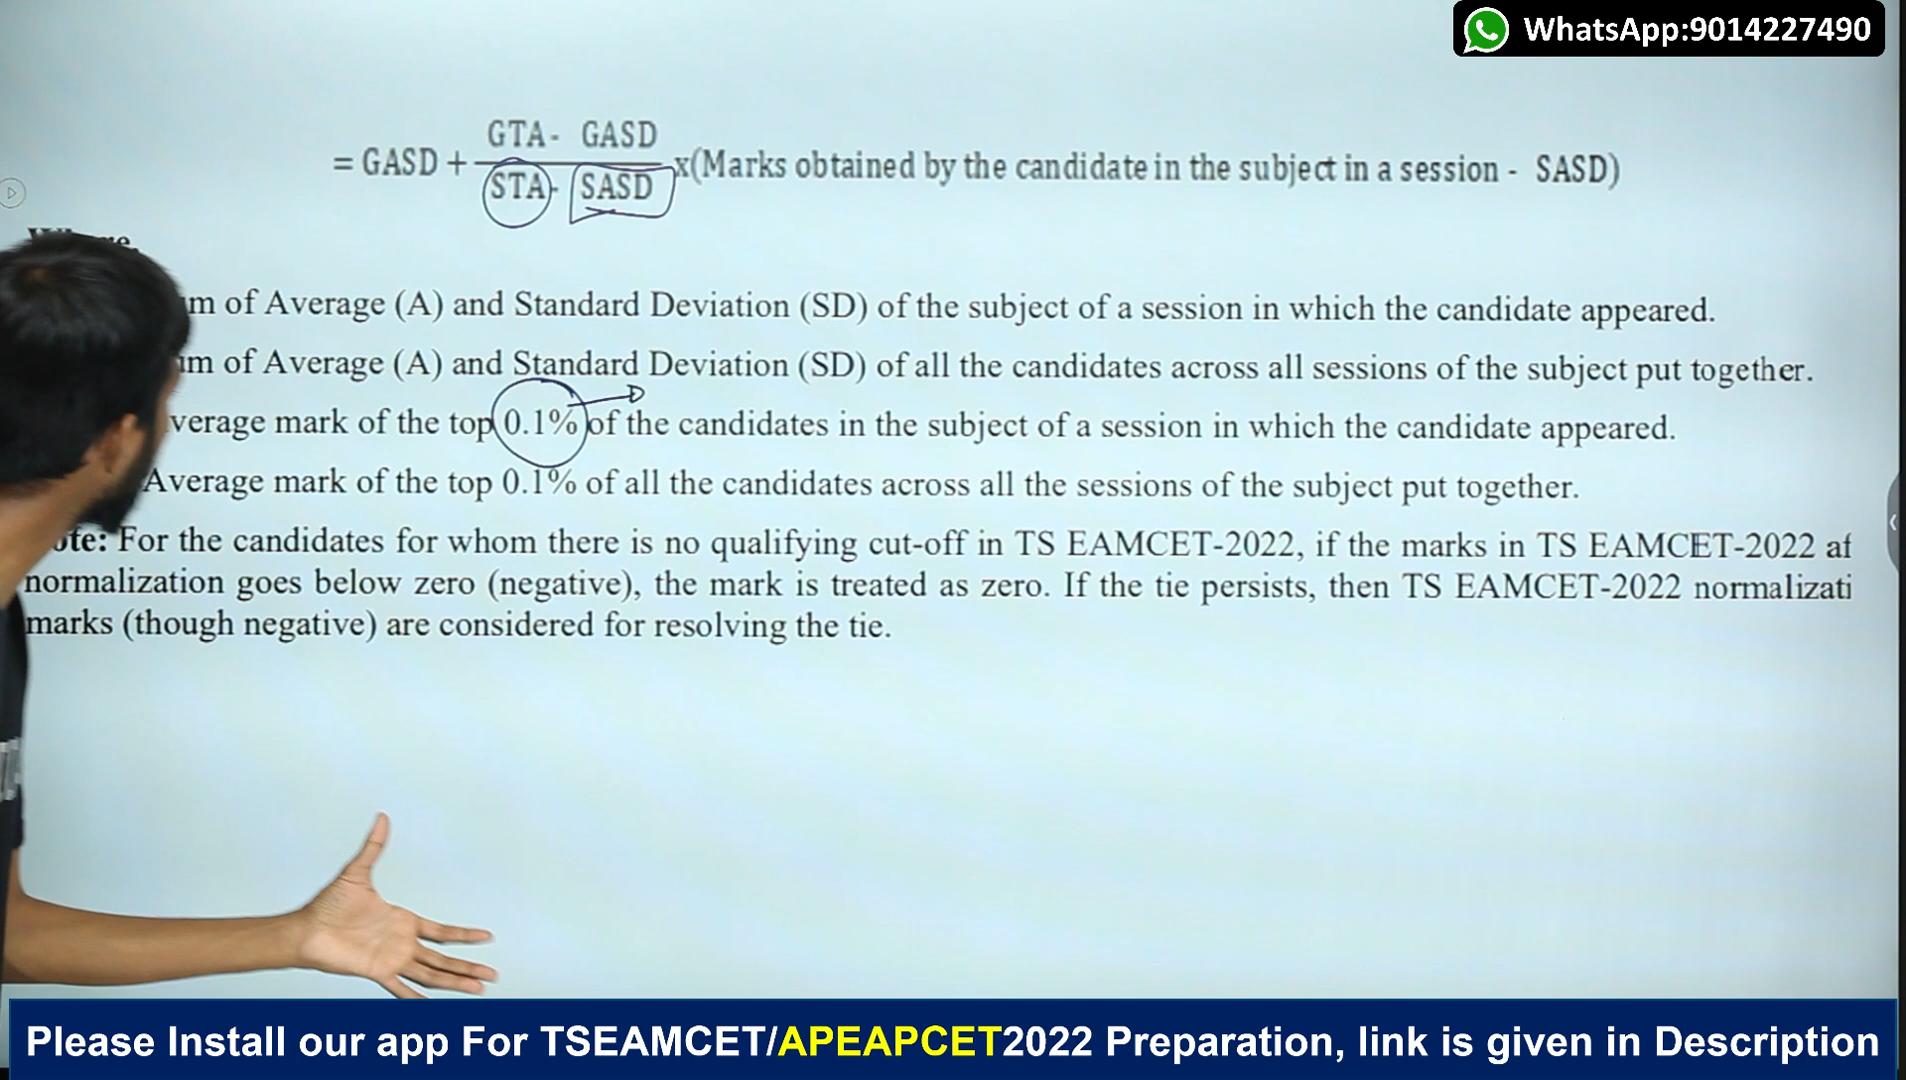 WhatsApp:9014227490
GTA- GASD
= GASD + x(Marks obtained by the candidate in the subject in a session - SASD)
STA- SASD
of Average (A) and Standard Deviation (SD) of the subject of a session in which the candidate appeared.
of Average (A) and Standard Deviation (SD) of all the candidates across all sessions of the subject put together.
verage mark of the top 0.1% of the candidates in the subject of a session in which the candidate appeared.
Average mark of the top 0.1% of all the candidates across all the sessions of the subject put together.
For the candidates for whom there is no qualifying cut-off in TS EAMCET-2022, if the marks in TS EAMCET-2022 af
normalization goes below zero (negative), the mark is treated as zero. If the tie persists, then TS EAMCET-2022 normalizati
marks (though negative) are considered for resolving the tie.
Please Install our app For TSEAMCET/APEAPCET2022 Preparation, link is given in Description